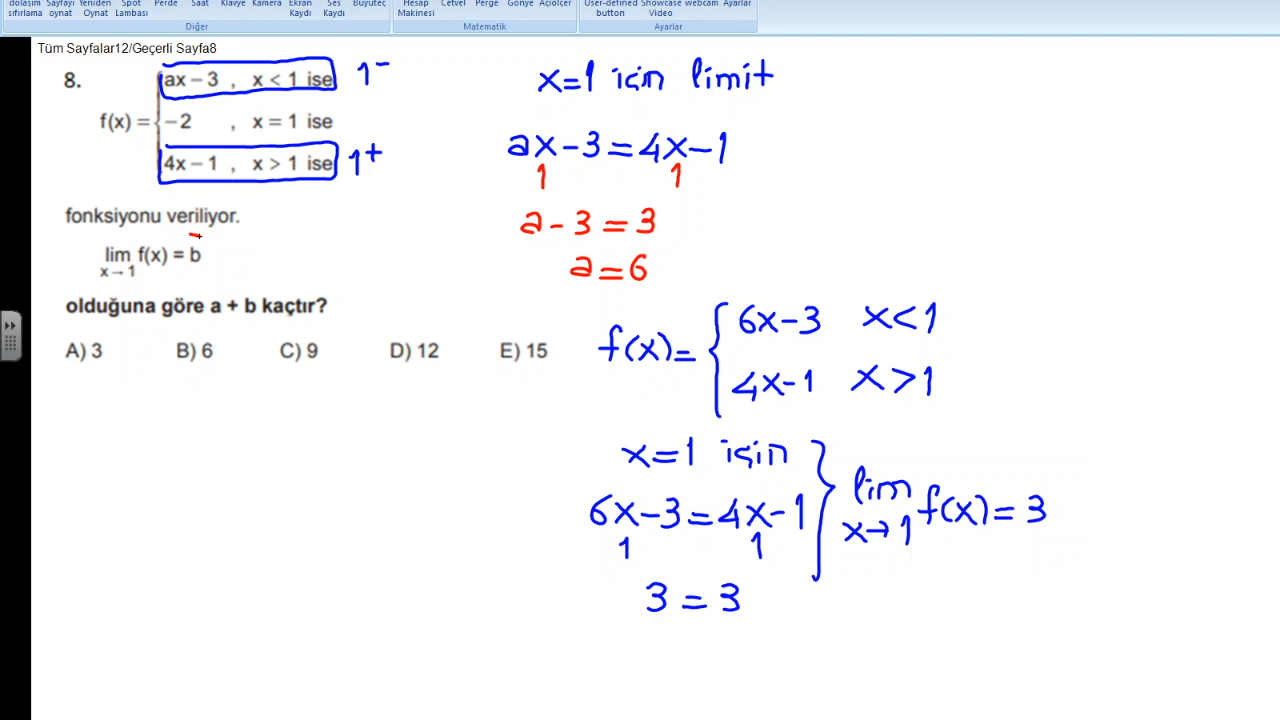 dolaşım Sayfayı Yeniden Spot Perde Saat Klavye Kamera Ekran Ses Büyüteç Hesap Cetvel Perge Gönye Açıölçer User-defined Showcase webcam Ayarlar
sıfırlama oynat Oynat Lambası Kaydı Kaydı Makinesi button Video
Diğer Matematik Ayarlar
Tüm Sayfalar12/Geçerli Sayfa8
8. f(x) =
ax − 3 , x < 1 ise 1⁻
−2 , x = 1 ise
4x − 1 , x > 1 ise 1⁺
fonksiyonu veriliyor.
lim f(x) = b
x → 1
olduğuna göre a + b kaçtır?
A) 3 B) 6 C) 9 D) 12 E) 15
x=1 için limit
ax-3=4x-1
1 1
a-3=3
a=6
f(x)=
6x-3 x<1
4x-1 x>1
x=1 için
6x-3=4x-1
1 1
3=3
lim f(x)=3
x→1